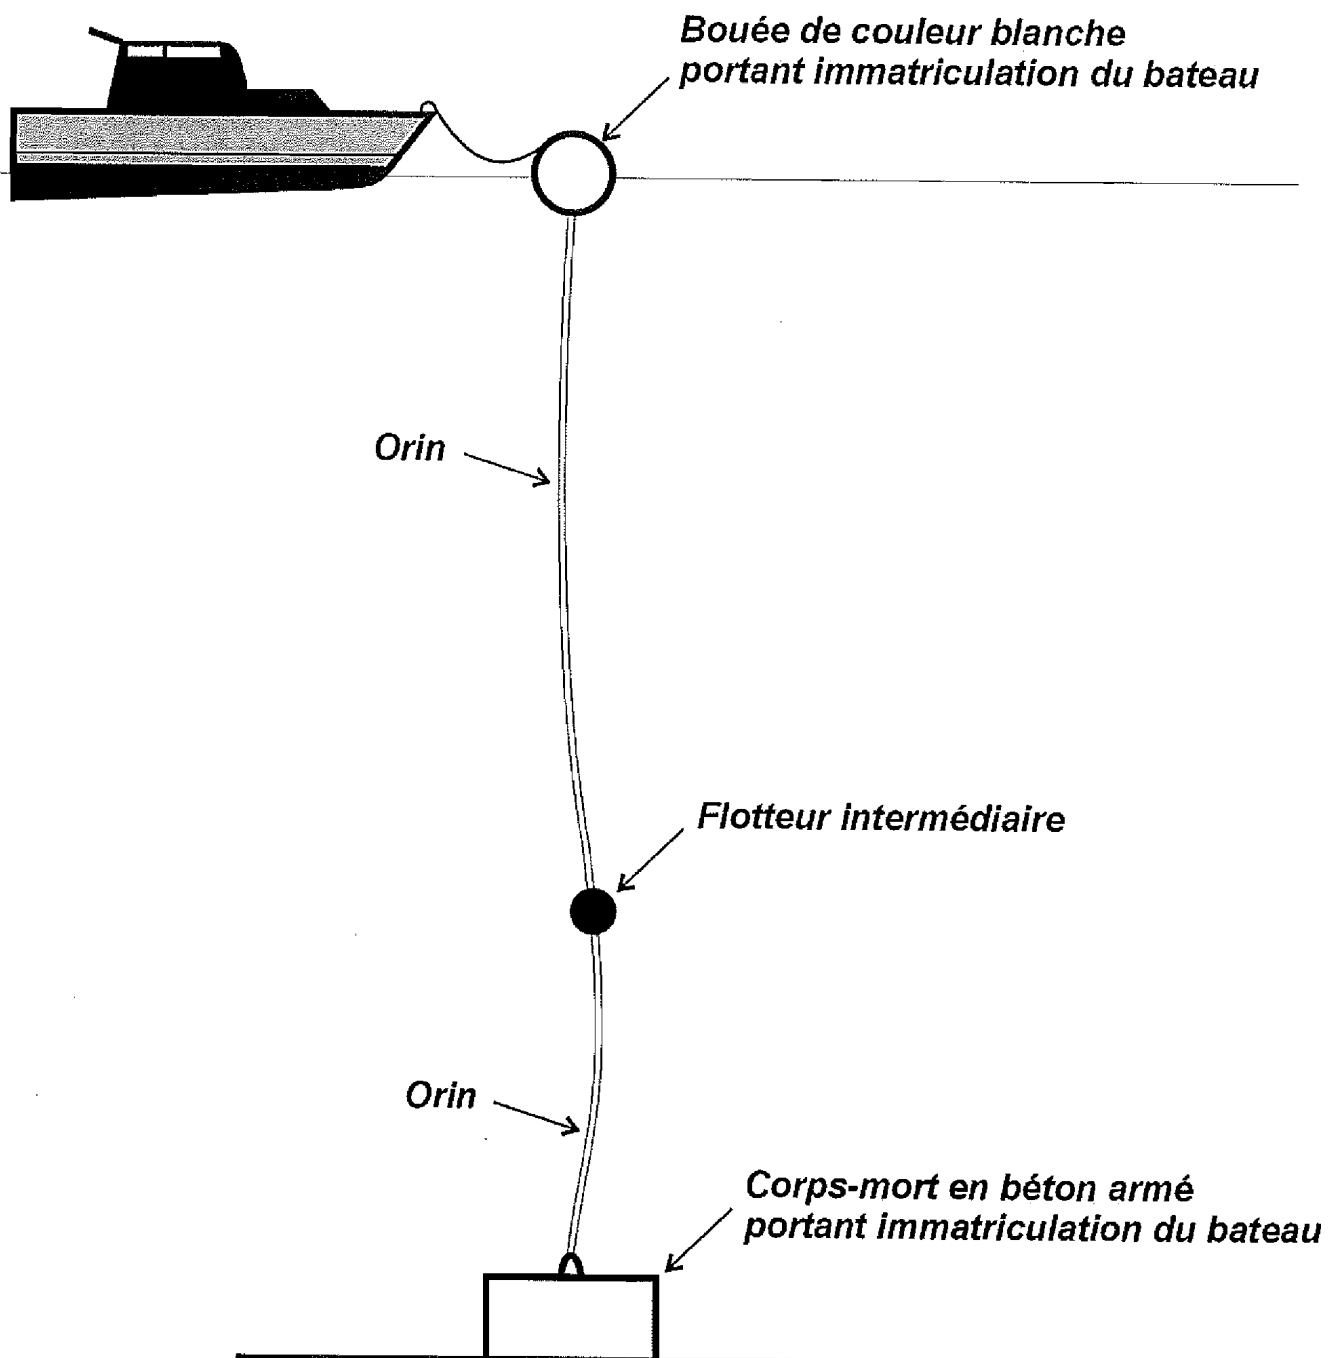 Bouée de couleur blanche
portant immatriculation du bateau
Orin
Flotteur intermédiaire
Orin
Corps-mort en béton armé
portant immatriculation du bateau